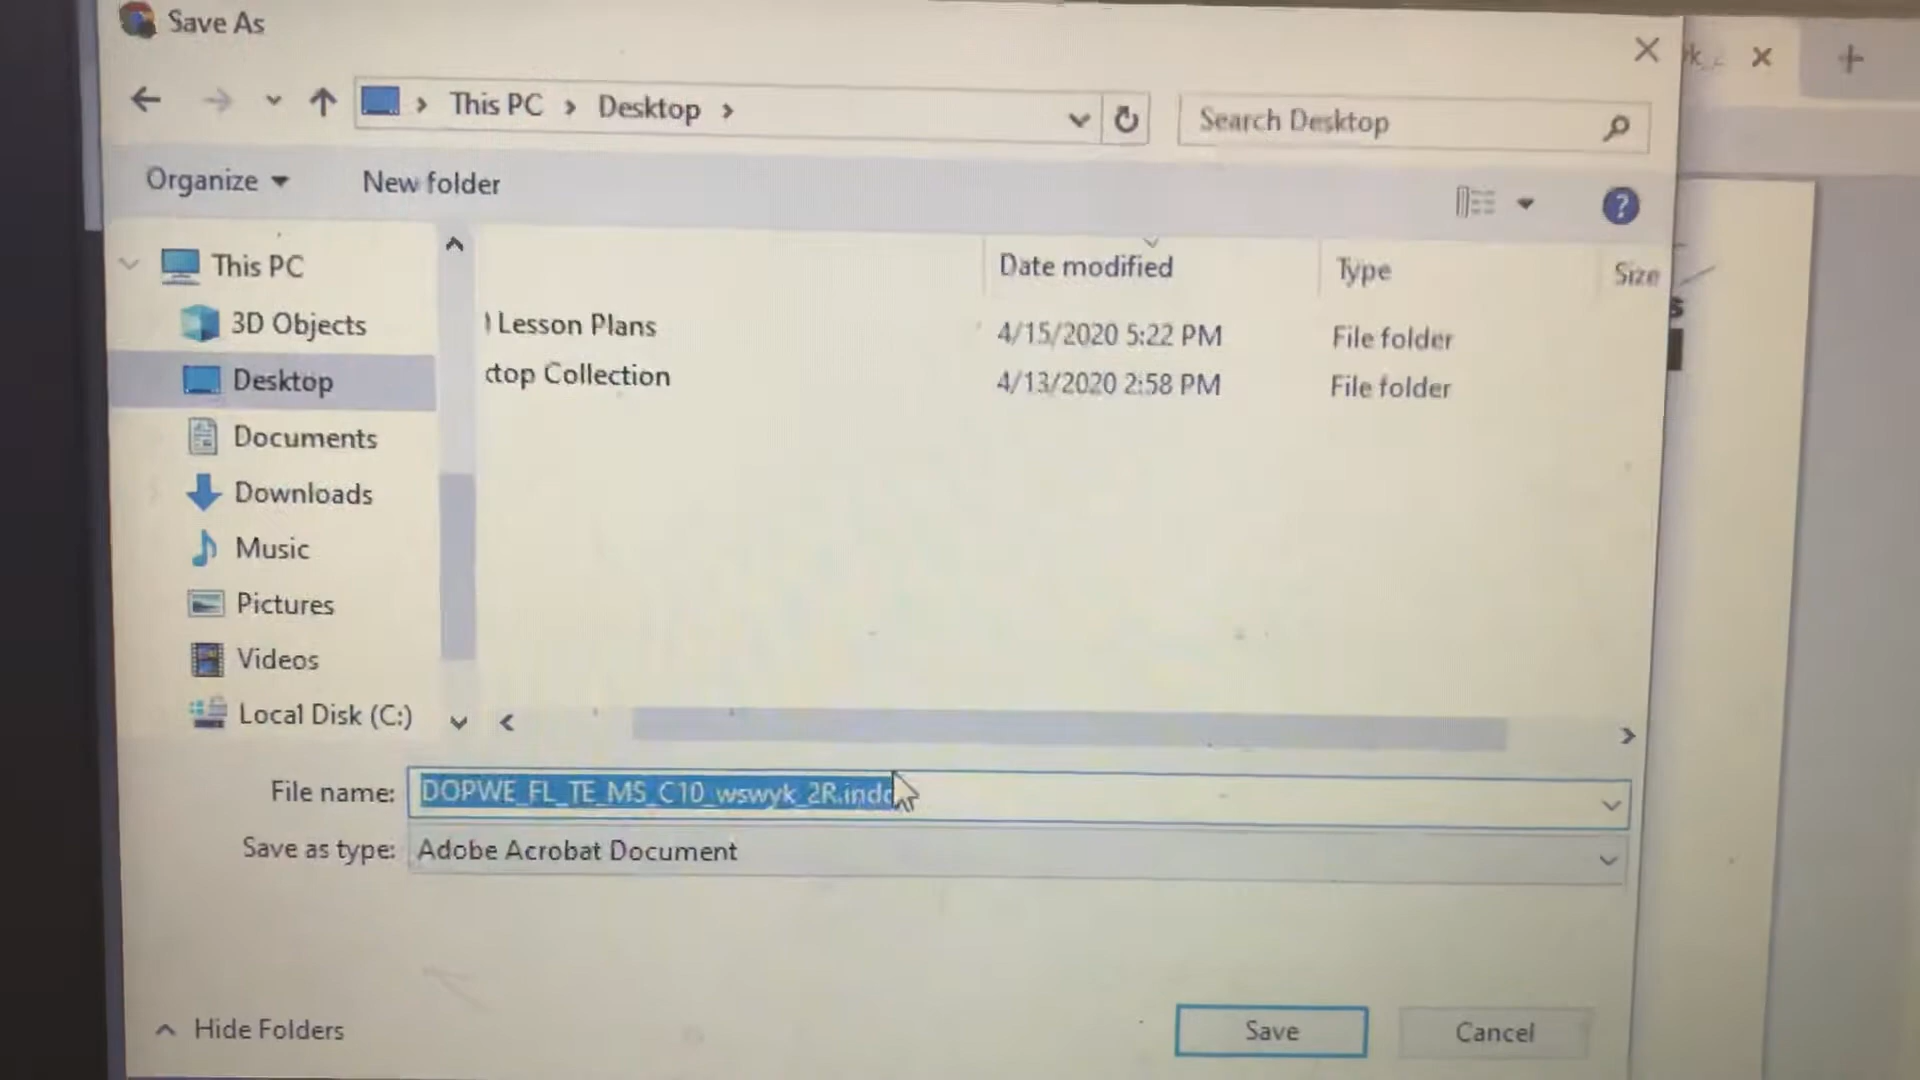 Save As
This PC > Desktop >
Search Desktop
Organize
New folder
Date modified
Type
Size
This PC
3D Objects
Desktop
Documents
Downloads
Music
Pictures
Videos
Local Disk (C:)
Lesson Plans 4/15/2020 5:22 PM File folder
ctop Collection 4/13/2020 2:58 PM File folder
File name: DOPWE_FL_TE_MS_C10_wswyk_2R.indd
Save as type: Adobe Acrobat Document
Hide Folders
Save
Cancel